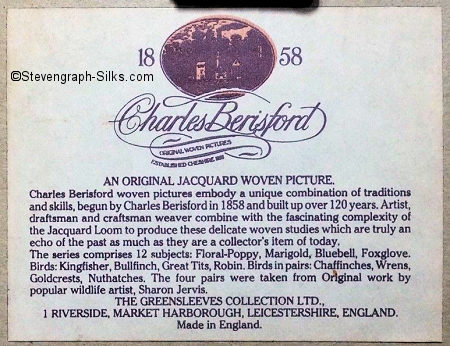 18 58
©Stevengraph-Silks.com
Charles Berisford
ORIGINAL WOVEN PICTURES
ESTABLISHED CHESHIRE 1858
AN ORIGINAL JACQUARD WOVEN PICTURE.
Charles Berisford woven pictures embody a unique combination of traditions
and skills, begun by Charles Berisford in 1858 and built up over 120 years. Artist,
draftsman and craftsman weaver combine with the fascinating complexity of
the Jacquard Loom to produce these delicate woven studies which are truly an
echo of the past as much as they are a collector's item of today.
The series comprises 12 subjects: Floral-Poppy, Marigold, Bluebell, Foxglove.
Birds: Kingfisher, Bullfinch, Great Tits, Robin. Birds in pairs: Chaffinches, Wrens,
Goldcrests, Nuthatches. The four pairs were taken from Original work by
popular wildlife artist, Sharon Jervis.
THE GREENSLEEVES COLLECTION LTD.,
1 RIVERSIDE, MARKET HARBOROUGH, LEICESTERSHIRE, ENGLAND.
Made in England.